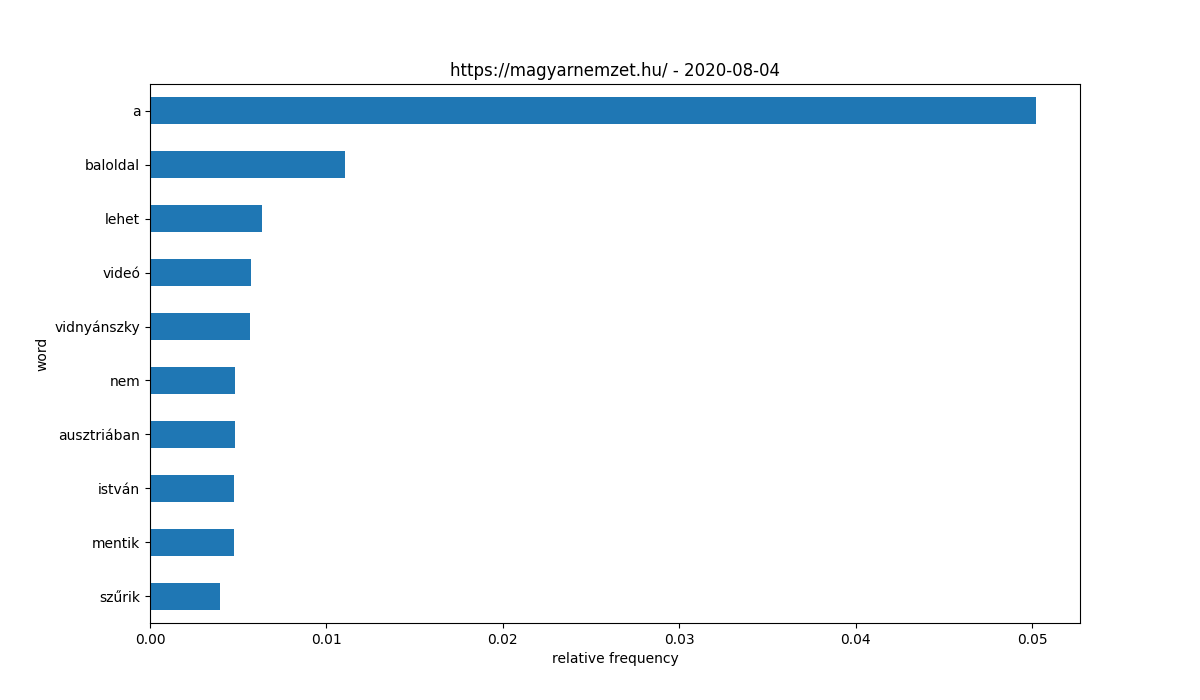 https://magyarnemzet.hu/ - 2020-08-04
word
a
baloldal
lehet
videó
vidnyánszky
nem
ausztriában
istván
mentik
szűrik
0.00 0.01 0.02 0.03 0.04 0.05
relative frequency